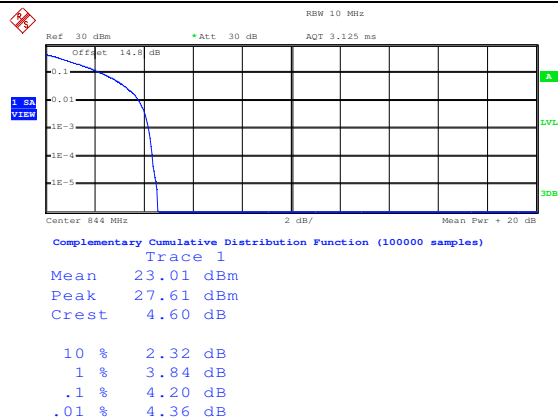 RBW 10 MHz
Ref 30 dBm *Att 30 dB AQT 3.125 ms
Offset 14.8 dB
0.1
A
0.01
1 SA
VIEW
LVL
1E-3
1E-4
1E-5
3DB
Center 844 MHz 2 dB/ Mean Pwr + 20 dB
Complementary Cumulative Distribution Function (100000 samples)
Trace 1
Mean 23.01 dBm
Peak 27.61 dBm
Crest 4.60 dB
10 % 2.32 dB
1 % 3.84 dB
.1 % 4.20 dB
.01 % 4.36 dB